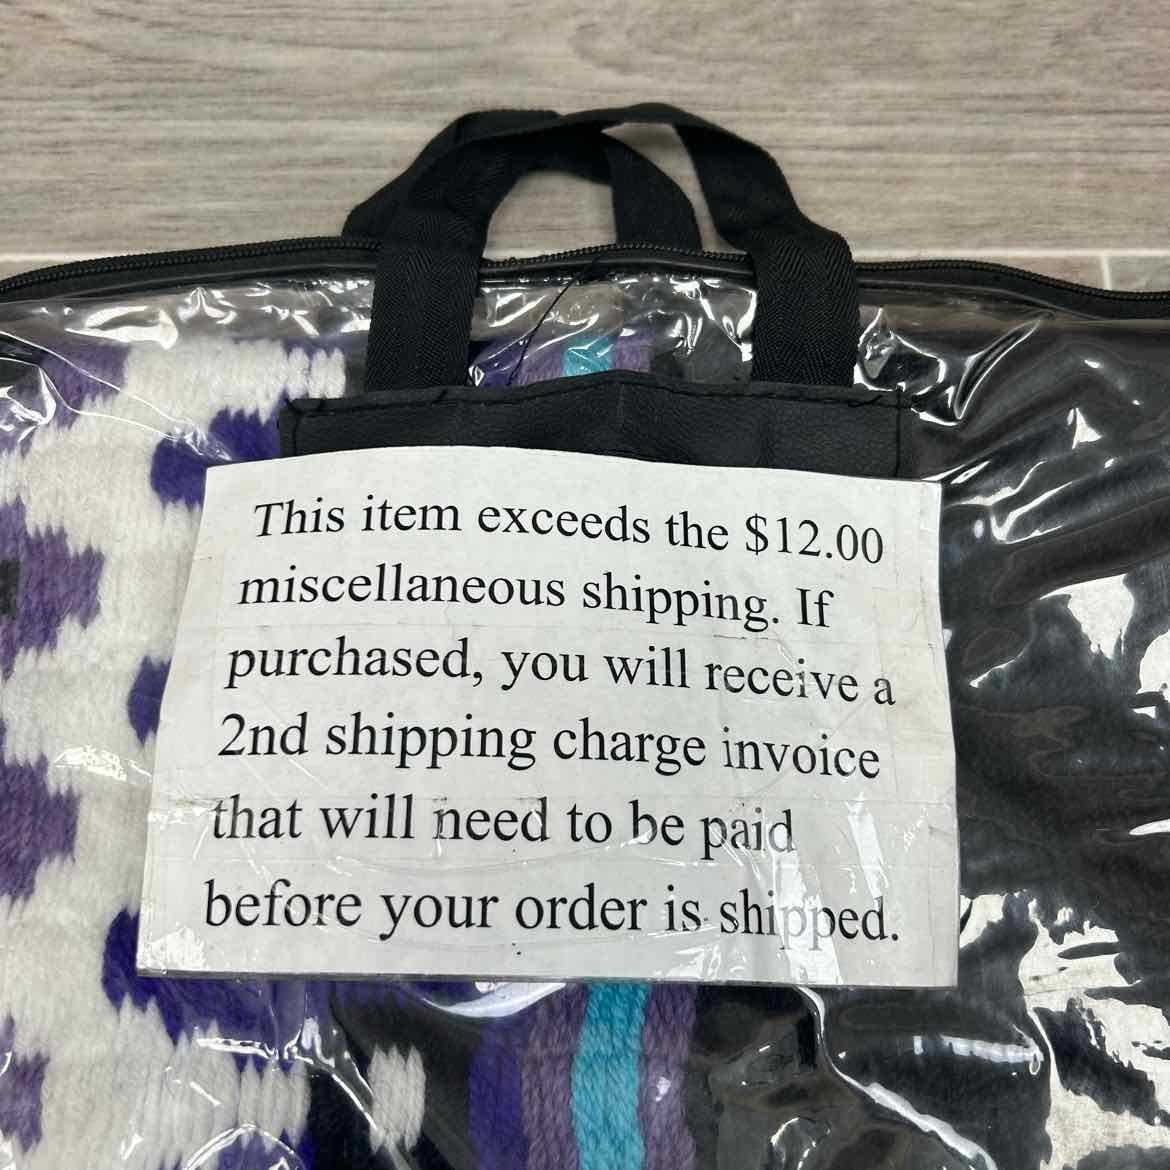 This item exceeds the $12.00
miscellaneous shipping. If
purchased, you will receive a
2nd shipping charge invoice
that will need to be paid
before your order is shipped.